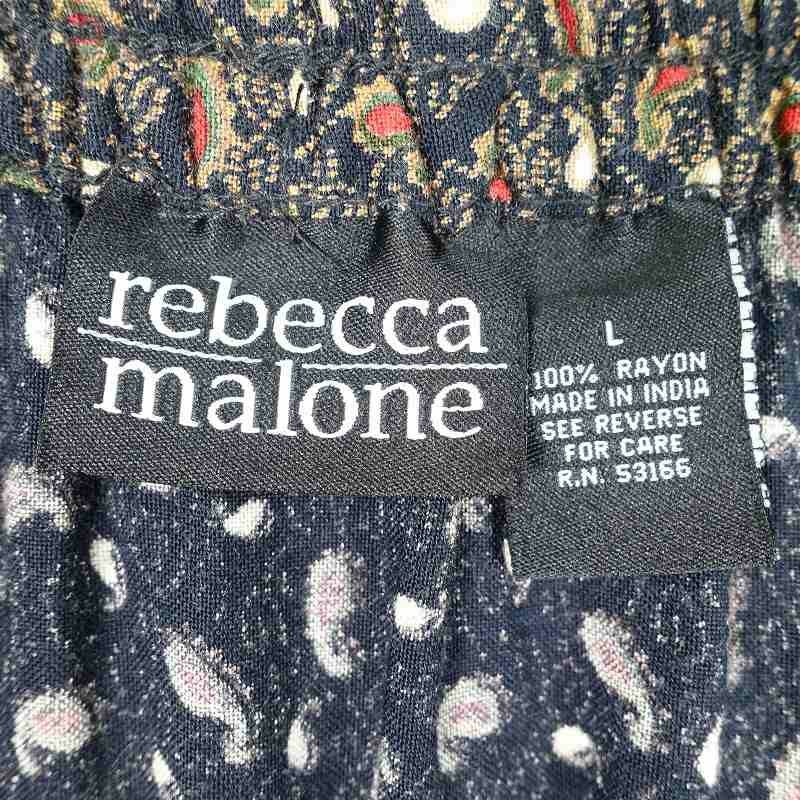 rebecca
malone
L
100% RAYON
MADE IN INDIA
SEE REVERSE
FOR CARE
R.N. 53166